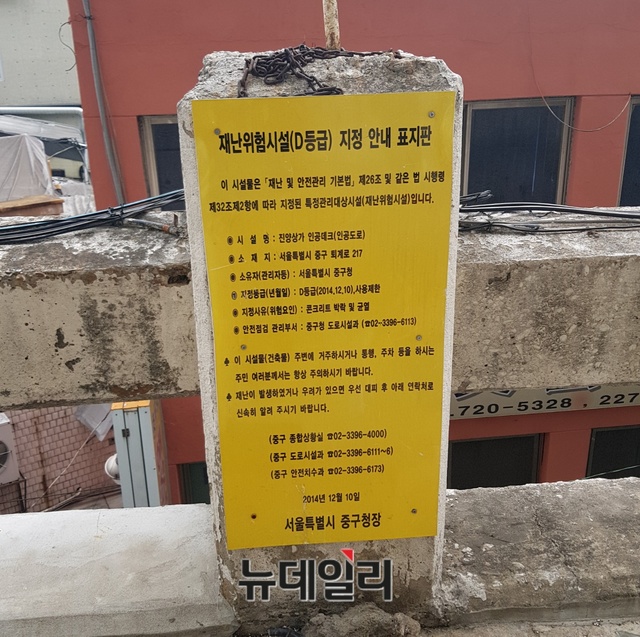 재난위험시설(D등급) 지정 안내 표지판
이 시설물은 「재난 및 안전관리 기본법」 제26조 및 같은 법 시행령
제32조제2항에 따라 지정된 특정관리대상시설(재난위험시설)입니다.
◉ 시 설 명 : 진양상가 인공데크(인공도로)
◉ 소 재 지 : 서울특별시 중구 퇴계로 217
◉ 소유자(관리자등) : 서울특별시 중구청
◉ 지정등급(년월일) : D등급(2014.12.10),사용제한
◉ 지정사유(위험요인) : 콘크리트 박락 및 균열
◉ 안전점검 관리부서 : 중구청 도로시설과 (☎02-3396-6113)
♠ 이 시설물(건축물) 주변에 거주하시거나 통행, 주차 등을 하시는
주민 여러분께서는 항상 주의하시기 바랍니다.
♠ 재난이 발생하였거나 우려가 있으면 우선 대피 후 아래 연락처로
신속히 알려 주시기 바랍니다.
(중구 종합상황실 ☎02-3396-4000)
(중구 도로시설과 ☎02-3396-6111~6)
(중구 안전치수과 ☎02-3396-6173)
2014년 12월 10일
서울특별시 중구청장
720-5328, 227
뉴데일리